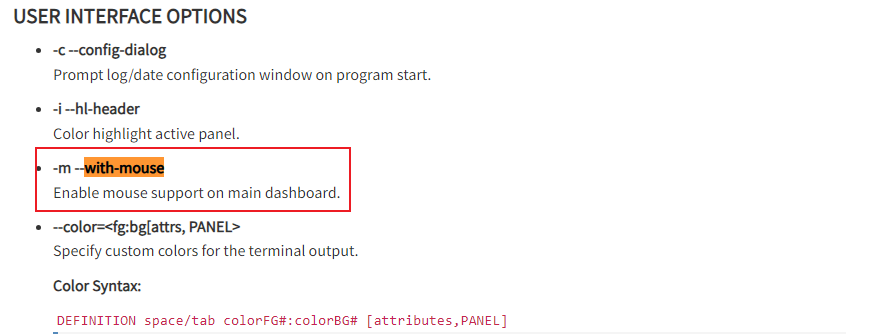 USER INTERFACE OPTIONS
-c --config-dialog
Prompt log/date configuration window on program start.
-i --hl-header
Color highlight active panel.
-m --with-mouse
Enable mouse support on main dashboard.
--color=<fg:bg[attrs, PANEL>
Specify custom colors for the terminal output.
Color Syntax:
DEFINITION space/tab colorFG#:colorBG# [attributes,PANEL]